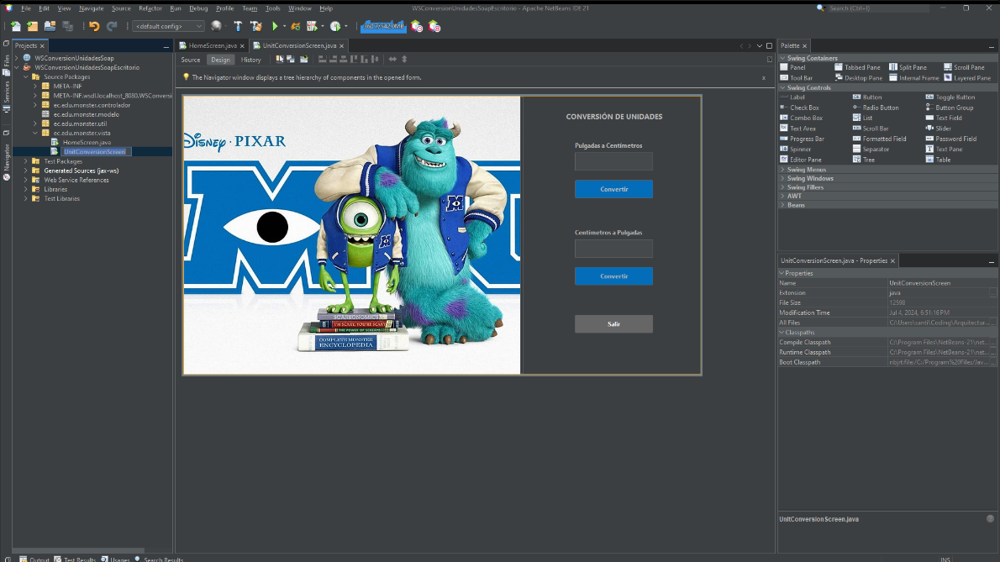 File Edit View Navigate Source Refactor Run Debug Profile Team Tools Window Help
WSConversionUnidadesSoapEscritorio - Apache NetBeans IDE 21
Search (Ctrl+I)
<default config>
360.7/542.0MB
Projects
HomeScreen.java
UnitConversionScreen.java
Source Design History
The Navigator window displays a tree hierarchy of components in the opened form.
x
Files
Services
Navigator
WSConversionUnidadesSoap
WSConversionUnidadesSoapEscritorio
Source Packages
META-INF
META-INF.wsdl.localhost_8080.WSConversi
ec.edu.monster.controlador
ec.edu.monster.modelo
ec.edu.monster.util
ec.edu.monster.vista
HomeScreen.java
UnitConversionScreen
Test Packages
Generated Sources (jax-ws)
Web Service References
Libraries
Test Libraries
DISNEY · PIXAR
SCAREONOMICS
I'M SCARY, YOU'RE SCARY
THE POWER OF SCREAMS
COMPLETE MONSTER
ENCYCLOPEDIA
CONVERSIÓN DE UNIDADES
Pulgadas a Centímetros
Convertir
Centímetros a Pulgadas
Convertir
Salir
Palette
Swing Containers
Panel Tabbed Pane Split Pane Scroll Pane
Tool Bar Desktop Pane Internal Frame Layered Pane
Swing Controls
Label Button Toggle Button
Check Box Radio Button Button Group
Combo Box List Text Field
Text Area Scroll Bar Slider
Progress Bar Formatted Field Password Field
Spinner Separator Text Pane
Editor Pane Tree Table
Swing Menus
Swing Windows
Swing Fillers
AWT
Beans
UnitConversionScreen.java - Properties
Properties
Name UnitConversionScreen
Extension java
File Size 12598
Modification Time Jul 4, 2024, 6:51:16 PM
All Files C:\Users\santi\Coding\Arquitectur...
Classpaths
Compile Classpath C:\Program Files\NetBeans-21\net...
Runtime Classpath C:\Program Files\NetBeans-21\net...
Boot Classpath nbjrt:file:/C:/Program%20Files/Jav...
UnitConversionScreen.java
Output Test Results Usages Search Results
INS